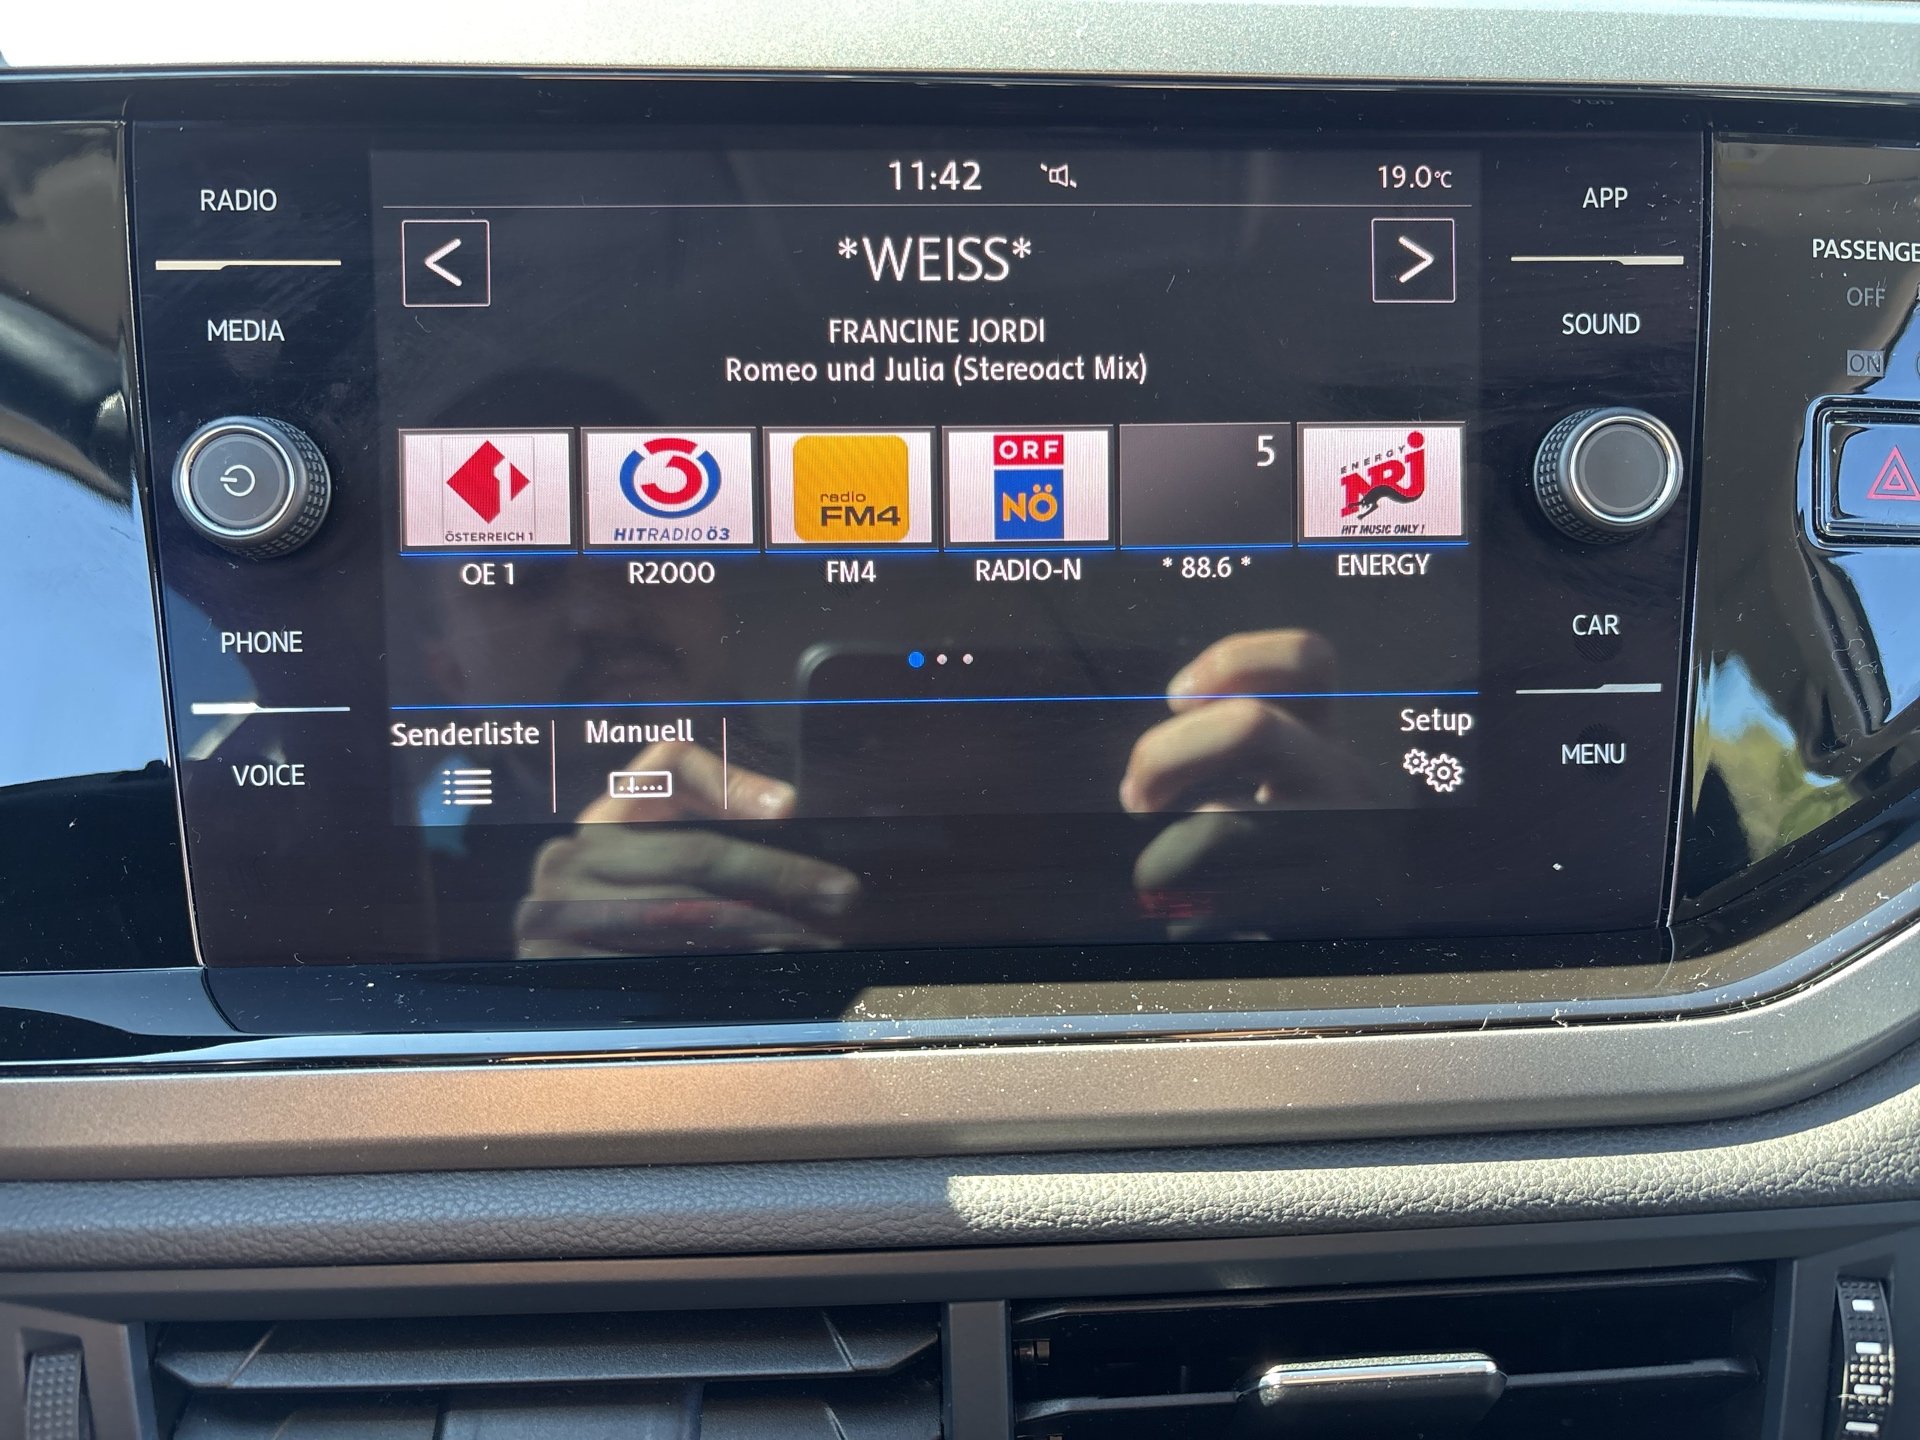 RADIO
MEDIA
PHONE
VOICE
11:42
19.0°C
<
*WEISS*
>
FRANCINE JORDI
Romeo und Julia (Stereoact Mix)
ÖSTERREICH 1
OE 1
3
HITRADIO Ö3
R2000
radio
FM4
FM4
ORF
NÖ
RADIO-N
5
* 88.6 *
ENERGY
NRJ
HIT MUSIC ONLY!
ENERGY
Senderliste
Manuell
Setup
APP
SOUND
CAR
MENU
PASSENGE
OFF
ON